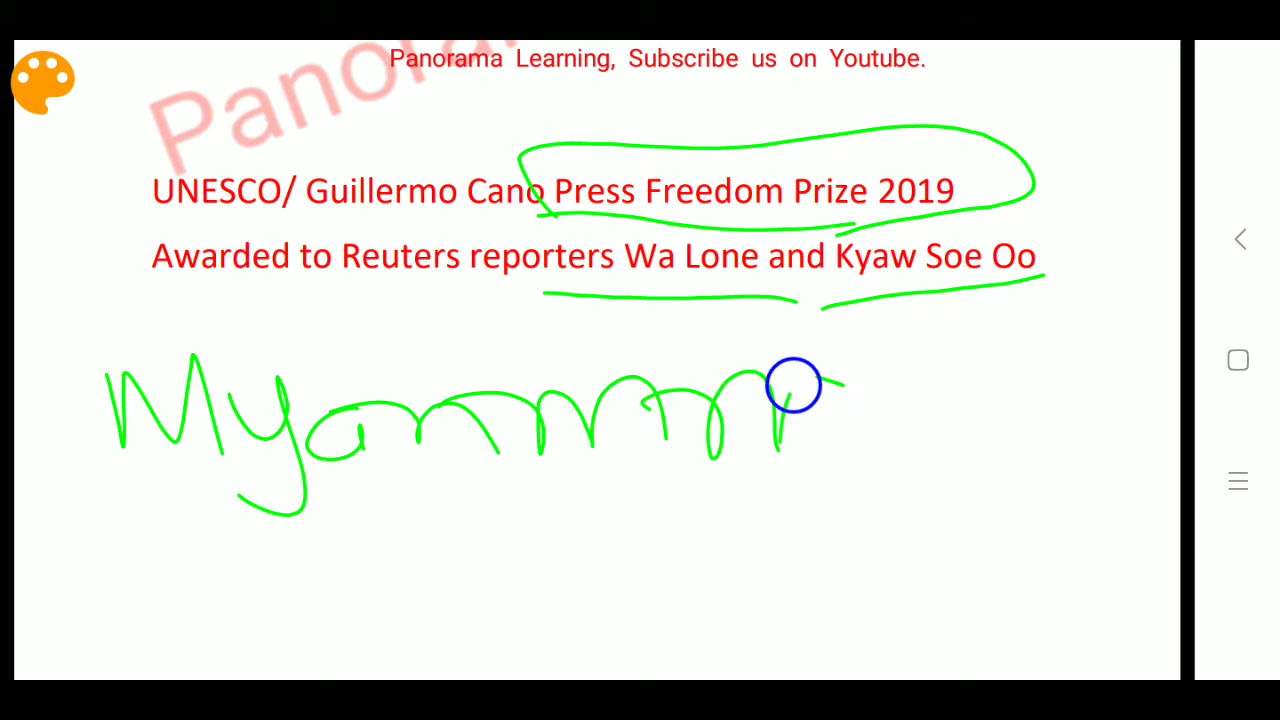 Panorama Learning, Subscribe us on Youtube.
UNESCO/ Guillermo Cano Press Freedom Prize 2019
Awarded to Reuters reporters Wa Lone and Kyaw Soe Oo
Myanmar